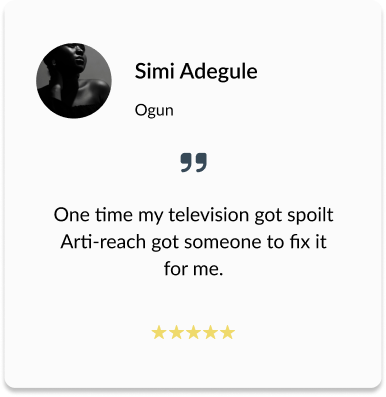 Simi Adegule
Ogun
”
One time my television got spoilt
Arti-reach got someone to fix it
for me.